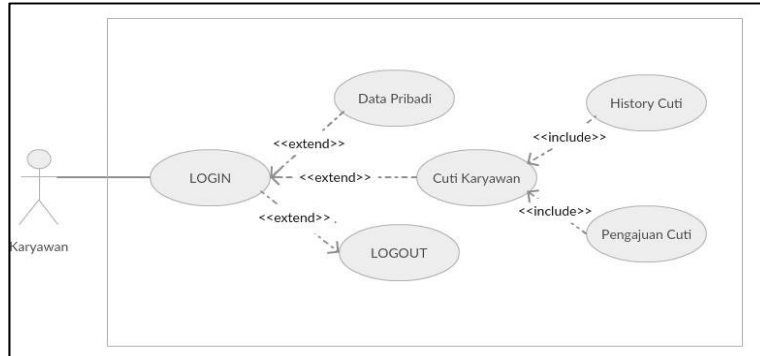 Data Pribadi
History Cuti
<<include>>
<<extend>>
LOGIN
<<extend>>
Cuti Karyawan
<<extend>>
<<include>>
Pengajuan Cuti
Karyawan
LOGOUT